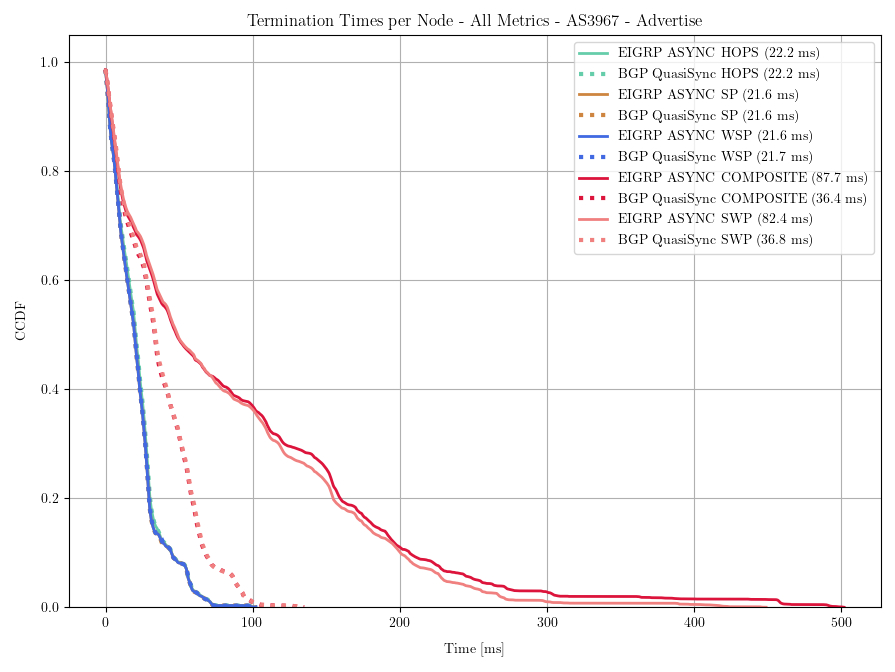 Termination Times per Node - All Metrics - AS3967 - Advertise
EIGRP ASYNC HOPS (22.2 ms)
BGP QuasiSync HOPS (22.2 ms)
EIGRP ASYNC SP (21.6 ms)
BGP QuasiSync SP (21.6 ms)
EIGRP ASYNC WSP (21.6 ms)
BGP QuasiSync WSP (21.7 ms)
EIGRP ASYNC COMPOSITE (87.7 ms)
BGP QuasiSync COMPOSITE (36.4 ms)
EIGRP ASYNC SWP (82.4 ms)
BGP QuasiSync SWP (36.8 ms)
CCDF
1.0
0.8
0.6
0.4
0.2
0.0
0 100 200 300 400 500
Time [ms]